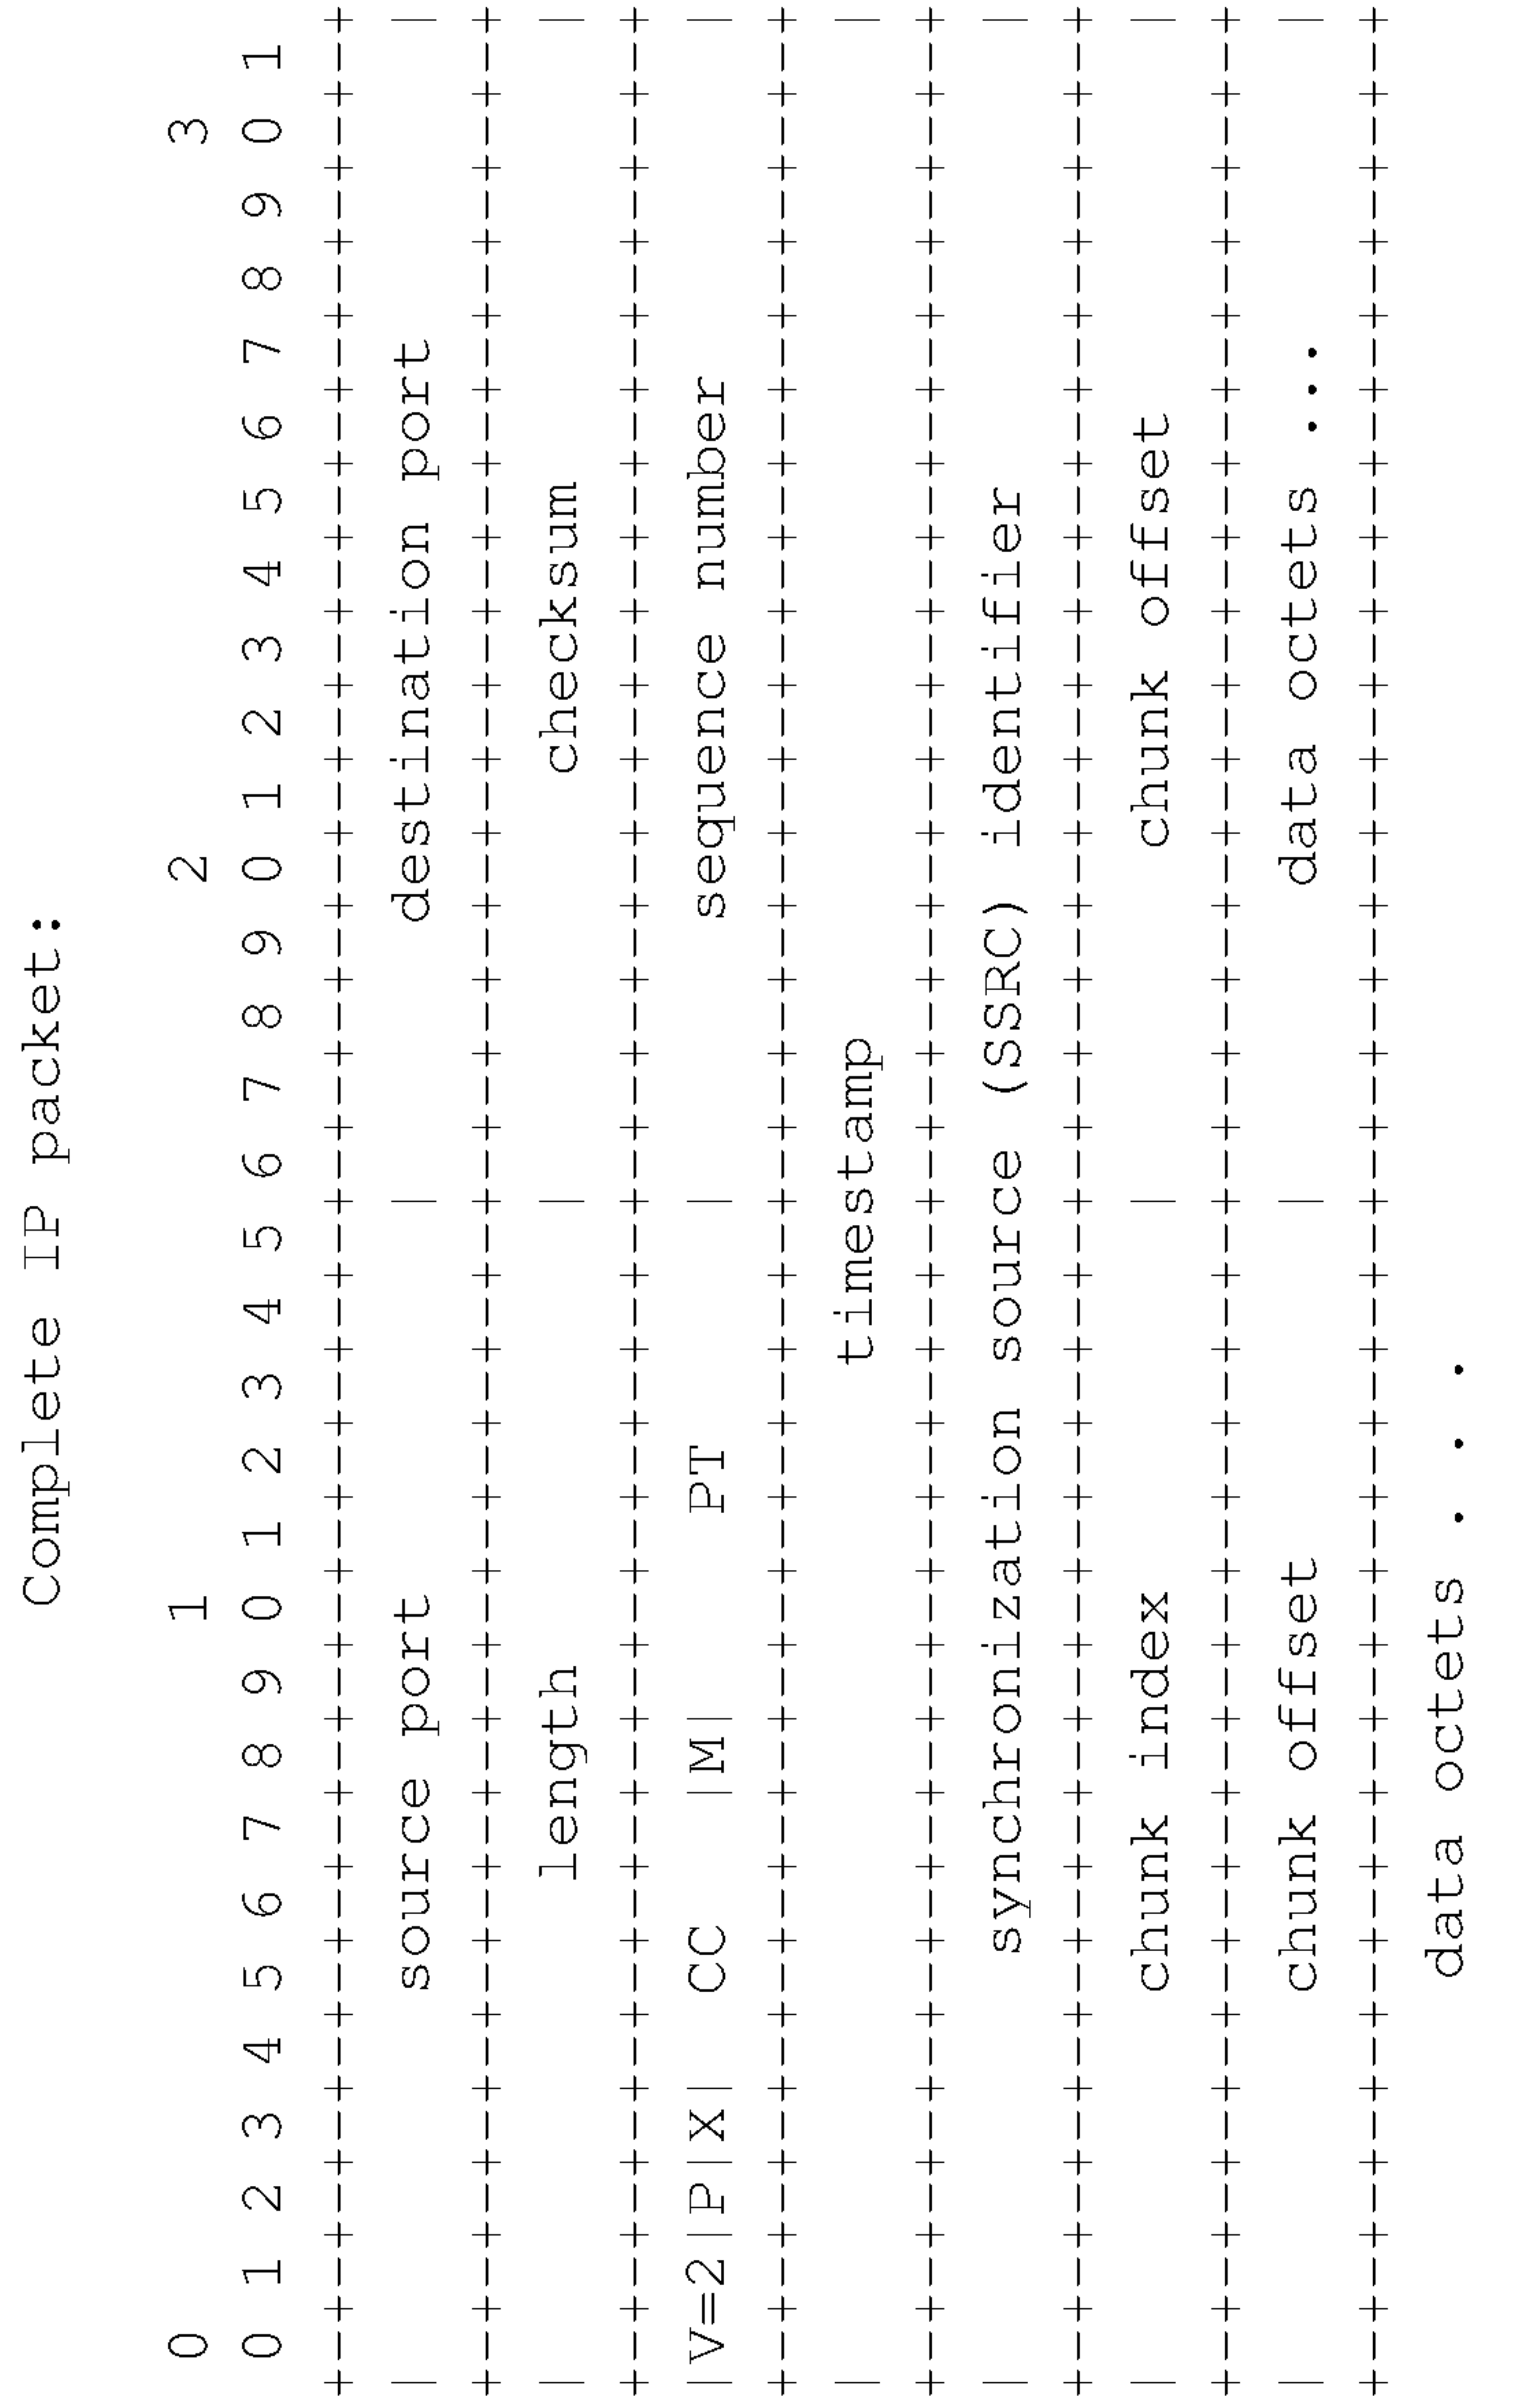 Complete IP packet:
0                   1                   2                   3
0 1 2 3 4 5 6 7 8 9 0 1 2 3 4 5 6 7 8 9 0 1 2 3 4 5 6 7 8 9 0 1
+-+-+-+-+-+-+-+-+-+-+-+-+-+-+-+-+-+-+-+-+-+-+-+-+-+-+-+-+-+-+-+-+
|          source port          |       destination port        |
+-+-+-+-+-+-+-+-+-+-+-+-+-+-+-+-+-+-+-+-+-+-+-+-+-+-+-+-+-+-+-+-+
|             length            |           checksum            |
+-+-+-+-+-+-+-+-+-+-+-+-+-+-+-+-+-+-+-+-+-+-+-+-+-+-+-+-+-+-+-+-+
|V=2|P|X|  CC   |M|     PT      |       sequence number         |
+-+-+-+-+-+-+-+-+-+-+-+-+-+-+-+-+-+-+-+-+-+-+-+-+-+-+-+-+-+-+-+-+
|                           timestamp                           |
+-+-+-+-+-+-+-+-+-+-+-+-+-+-+-+-+-+-+-+-+-+-+-+-+-+-+-+-+-+-+-+-+
|           synchronization source (SSRC) identifier            |
+-+-+-+-+-+-+-+-+-+-+-+-+-+-+-+-+-+-+-+-+-+-+-+-+-+-+-+-+-+-+-+-+
|          chunk index          |         chunk offset          |
+-+-+-+-+-+-+-+-+-+-+-+-+-+-+-+-+-+-+-+-+-+-+-+-+-+-+-+-+-+-+-+-+
|          chunk offset         |        data octets ...        |
+-+-+-+-+-+-+-+-+-+-+-+-+-+-+-+-+-+-+-+-+-+-+-+-+-+-+-+-+-+-+-+-+
data octets . . .